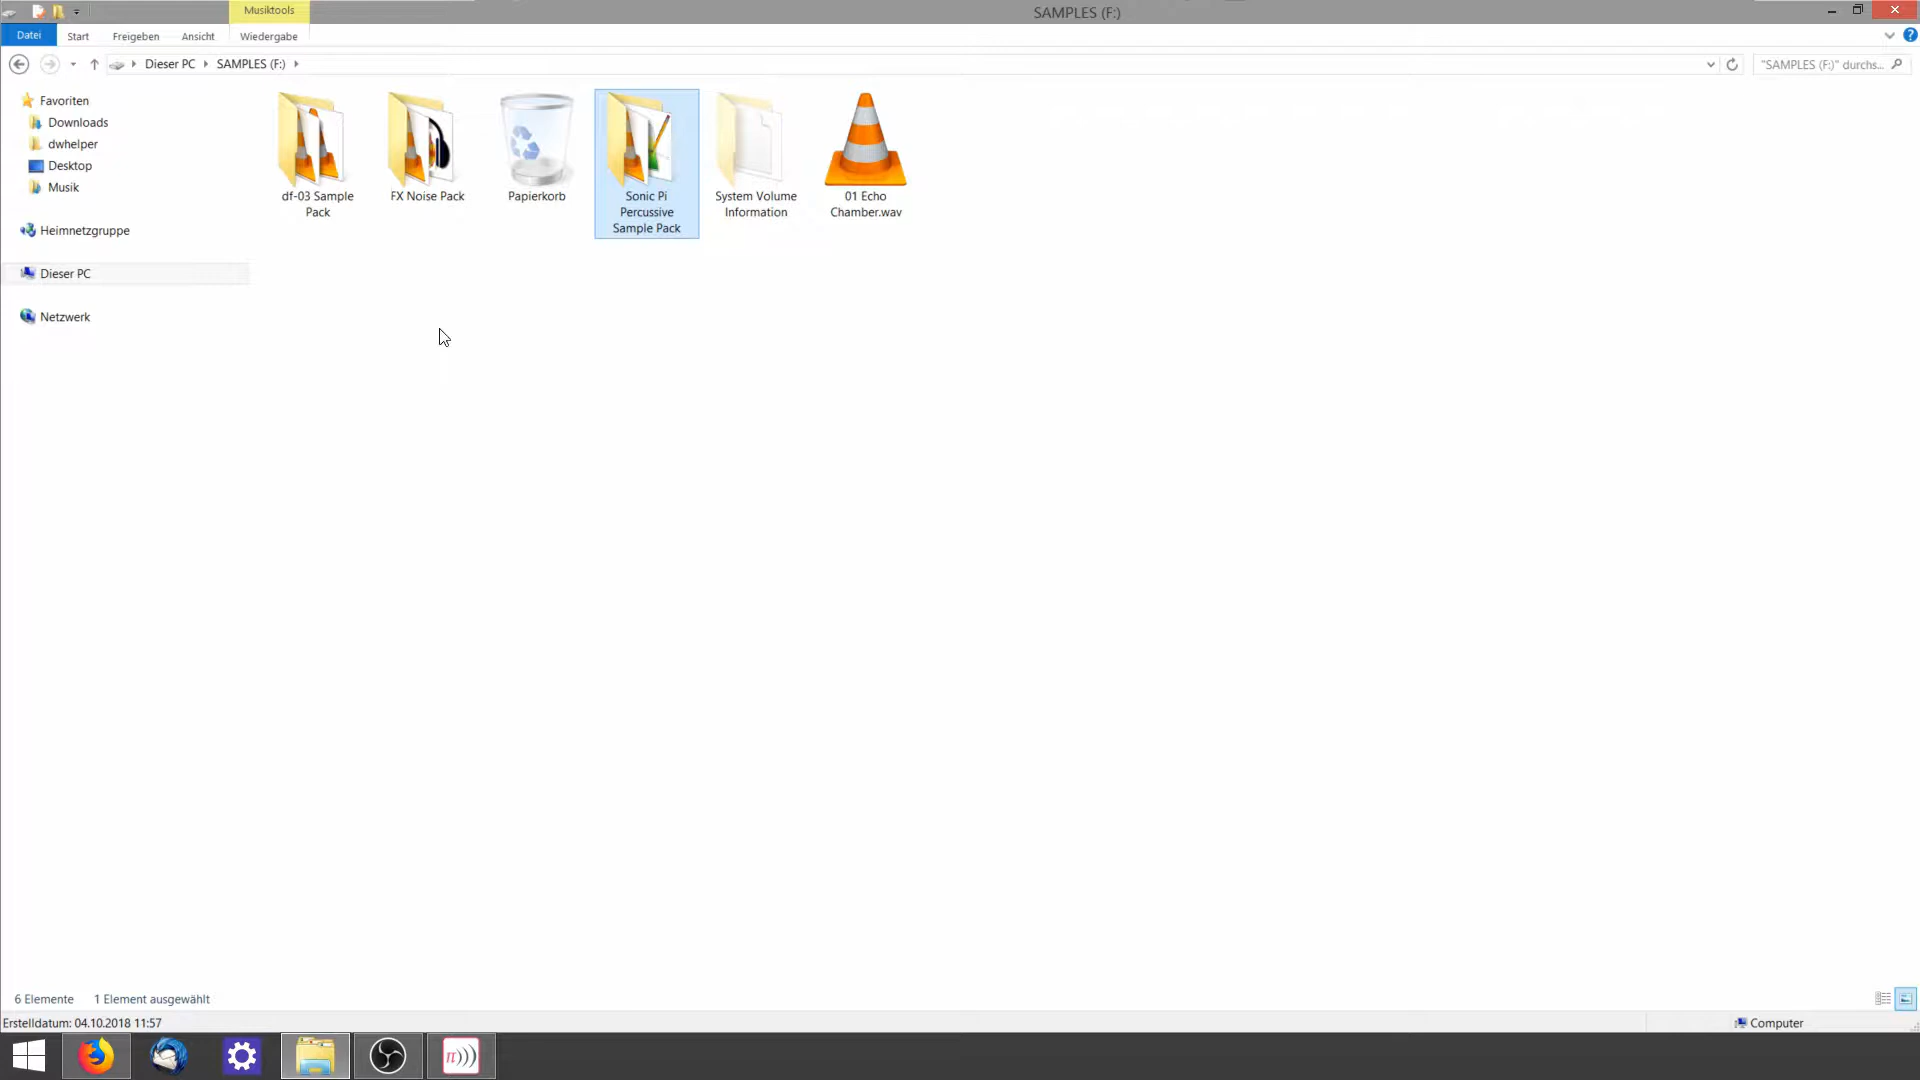 Musiktools
SAMPLES (F:)
Datei Start Freigeben Ansicht Wiedergabe
Dieser PC SAMPLES (F:) "SAMPLES (F:)" durchs...
Favoriten
Downloads
dwhelper
Desktop
Musik
Heimnetzgruppe
Dieser PC
Netzwerk
df-03 Sample
Pack
FX Noise Pack
Papierkorb
Sonic Pi
Percussive
Sample Pack
System Volume
Information
01 Echo
Chamber.wav
6 Elemente 1 Element ausgewählt
Erstelldatum: 04.10.2018 11:57 Computer
π)))